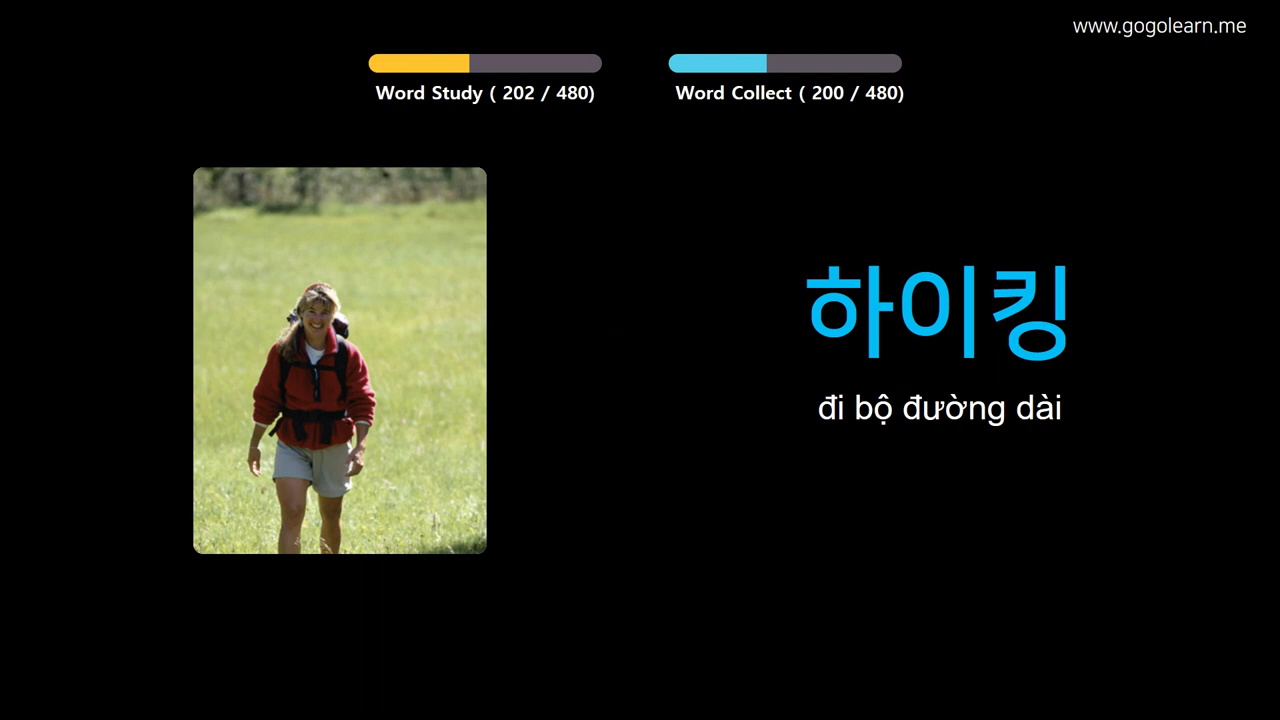 www.gogolearn.me
Word Study ( 202 / 480)
Word Collect ( 200 / 480)
하이킹
đi bộ đường dài